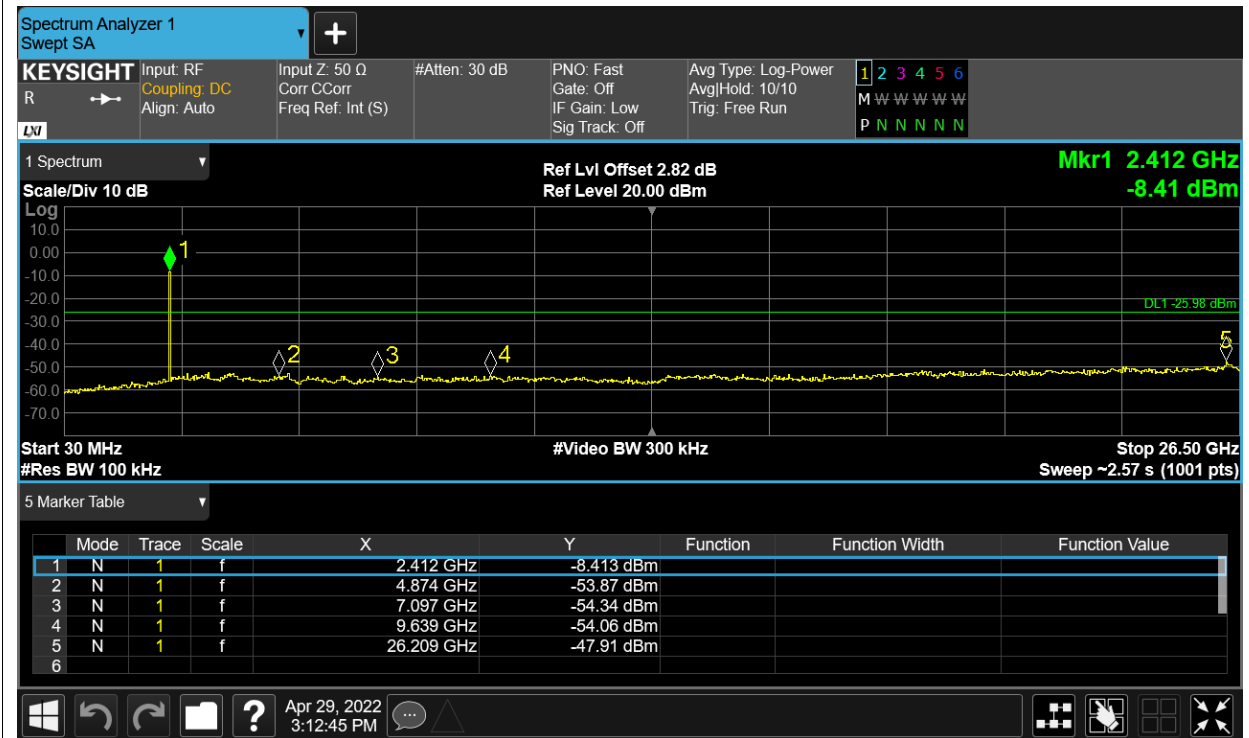 Spectrum Analyzer 1
Swept SA
KEYSIGHT
R
LXI
Input: RF
Coupling: DC
Align: Auto
Input Z: 50 Ω
Corr CCorr
Freq Ref: Int (S)
#Atten: 30 dB
PNO: Fast
Gate: Off
IF Gain: Low
Sig Track: Off
Avg Type: Log-Power
Avg|Hold: 10/10
Trig: Free Run
1 2 3 4 5 6
M W W W W W
P N N N N N
1 Spectrum
Scale/Div 10 dB
Ref Lvl Offset 2.82 dB
Ref Level 20.00 dBm
Mkr1 2.412 GHz
-8.41 dBm
Log
10.0
0.00
-10.0
-20.0
-30.0
-40.0
-50.0
-60.0
-70.0
1
2
3
4
5
DL1 -25.98 dBm
Start 30 MHz
#Res BW 100 kHz
#Video BW 300 kHz
Stop 26.50 GHz
Sweep ~2.57 s (1001 pts)
5 Marker Table
Mode Trace Scale X Y Function Function Width Function Value
1 N 1 f 2.412 GHz -8.413 dBm
2 N 1 f 4.874 GHz -53.87 dBm
3 N 1 f 7.097 GHz -54.34 dBm
4 N 1 f 9.639 GHz -54.06 dBm
5 N 1 f 26.209 GHz -47.91 dBm
6
?
Apr 29, 2022
3:12:45 PM